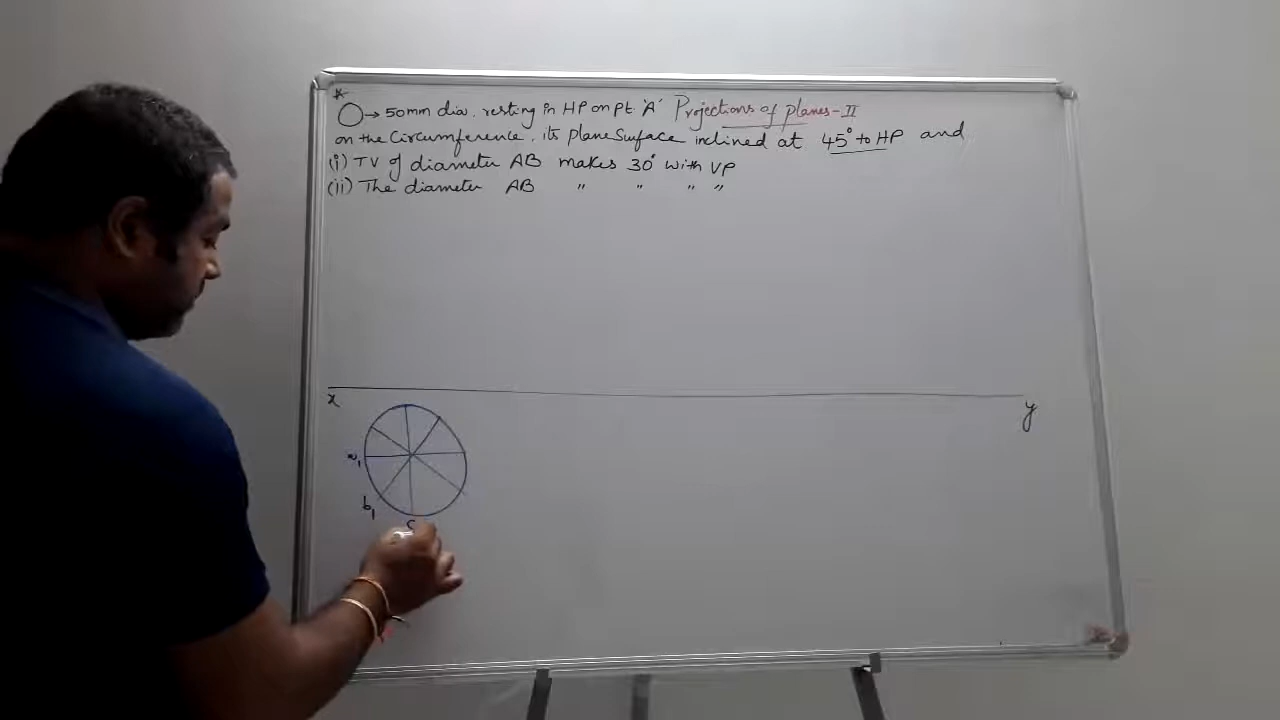 → 50mm dia. resting in HP on pt 'A' Projections of planes-II
on the Circumference. its plane Surface inclined at 45° to HP and
(i) TV of diameter AB makes 30° with VP
(ii) The diameter AB " " " "
x
y
a₁
b₁
c